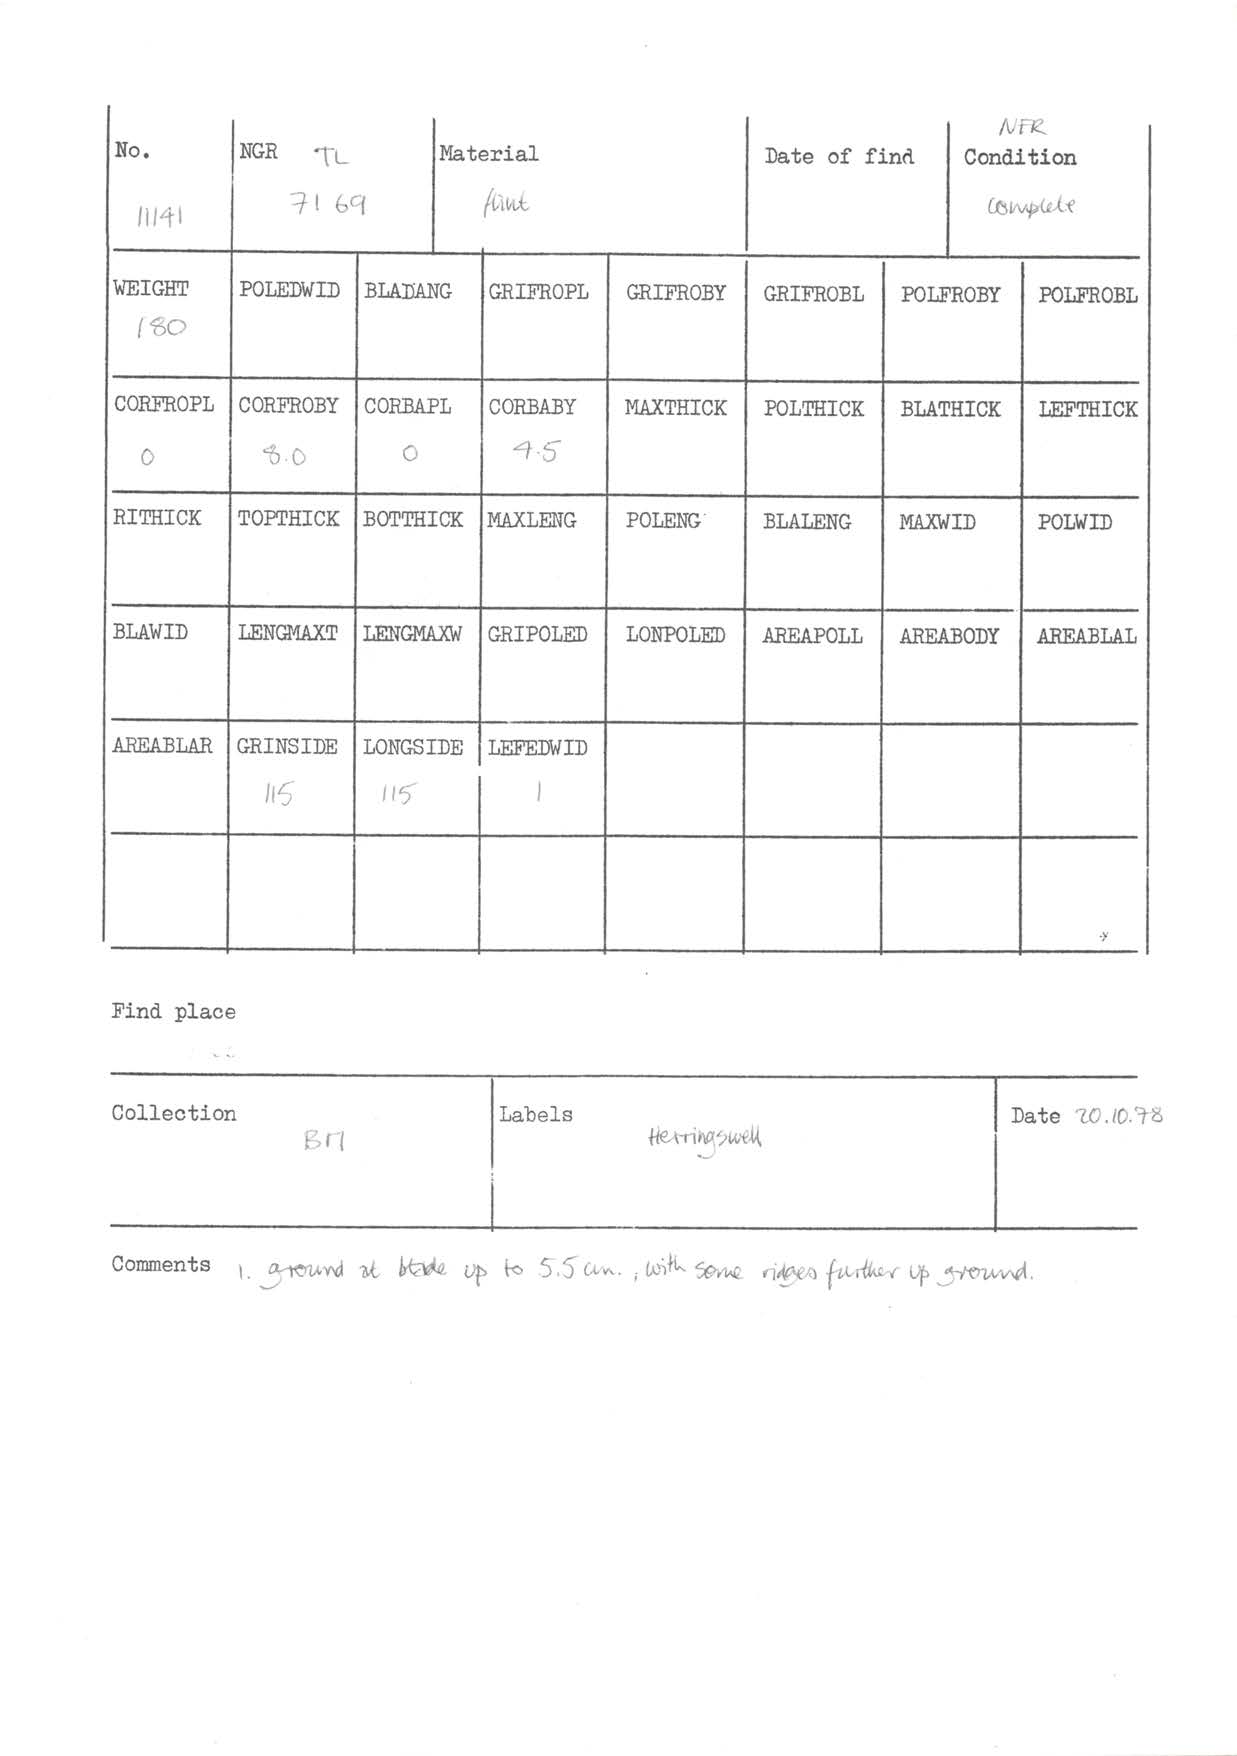 NFR
No. NGR TL Material Date of find Condition
11141 71 69 flint complete
WEIGHT POLEDWID BLADANG GRIFROPL GRIFROBY GRIFROBL POLFROBY POLFROBL
180
CORFROPL CORFROBY CORBAPL CORBABY MAXTHICK POLTHICK BLATHICK LEFTHICK
0 8.0 0 4.5
RITHICK TOPTHICK BOTTHICK MAXLENG POLENG BLALENG MAXWID POLWID
BLAWID LENGMAXT LENGMAXW GRIPOLED LONPOLED AREAPOLL AREABODY AREABLAL
AREABLAR GRINSIDE LONGSIDE LEFEDWID
115 115 1
Find place
Collection Labels Date 20.10.78
BM Herringswell
Comments 1. ground at blade up to 5.5 cm., with some ridges further up ground.